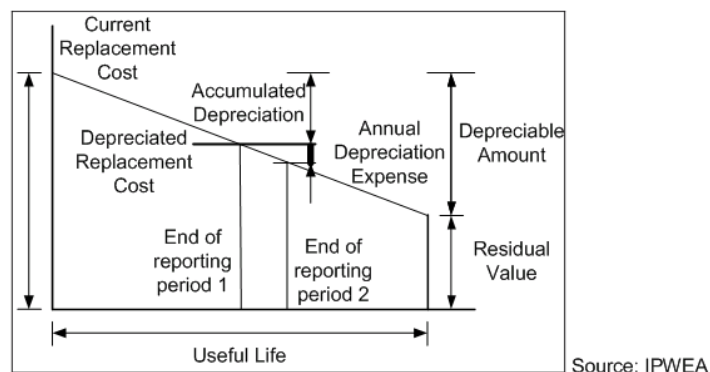 Current
Replacement
Cost
Accumulated
Depreciation
Annual
Depreciation
Expense
Depreciable
Amount
Depreciated
Replacement
Cost
End of
reporting
period 1
End of
reporting
period 2
Residual
Value
Useful Life
Source: IPWEA